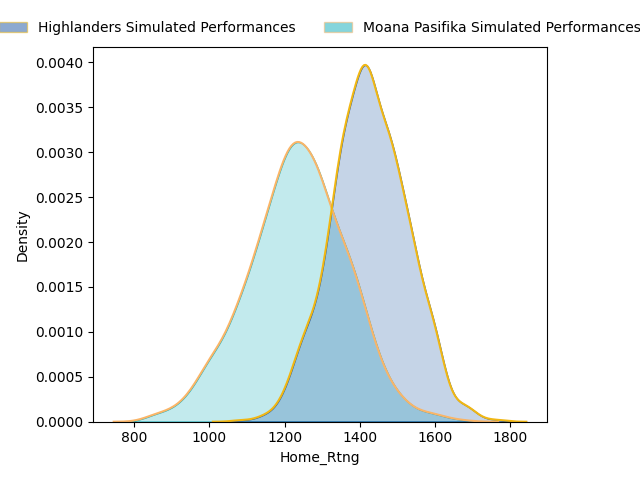 Highlanders Simulated Performances
Moana Pasifika Simulated Performances
0.0040
0.0035
0.0030
0.0025
0.0020
0.0015
0.0010
0.0005
0.0000
Density
800 1000 1200 1400 1600 1800
Home_Rtng